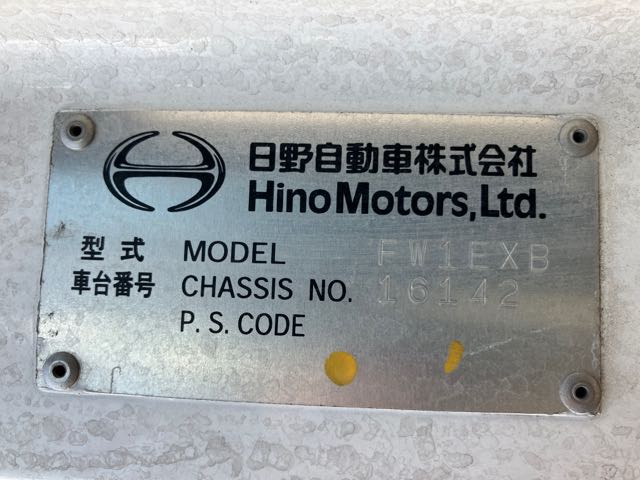 日野自動車株式会社
Hino Motors, Ltd.
型式 MODEL FW1EXB
車台番号 CHASSIS NO. 16142
P. S. CODE